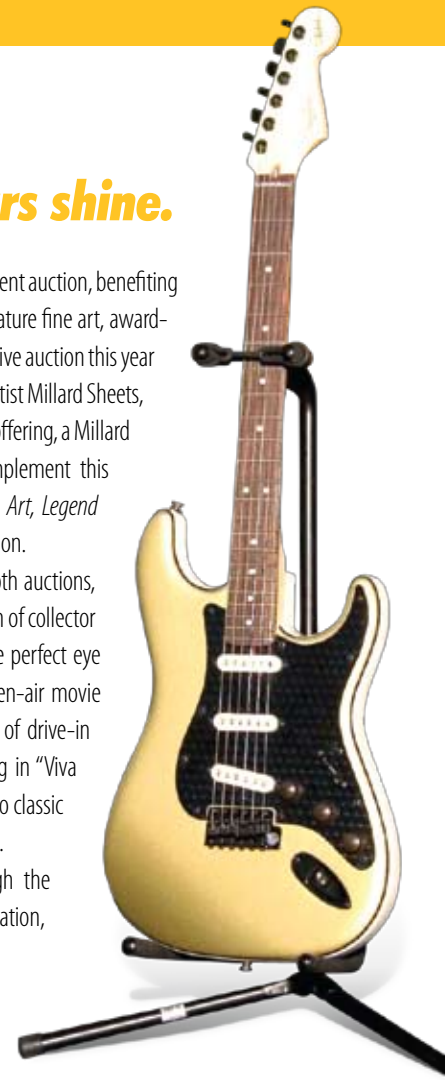 rs shine.
ent auction, benefiting
ature fine art, award-
ive auction this year
tist Millard Sheets,
offering, a Millard
mplement this
Art, Legend
on.
oth auctions,
n of collector
e perfect eye
en-air movie
of drive-in
g in “Viva
o classic
.
gh the
ation,